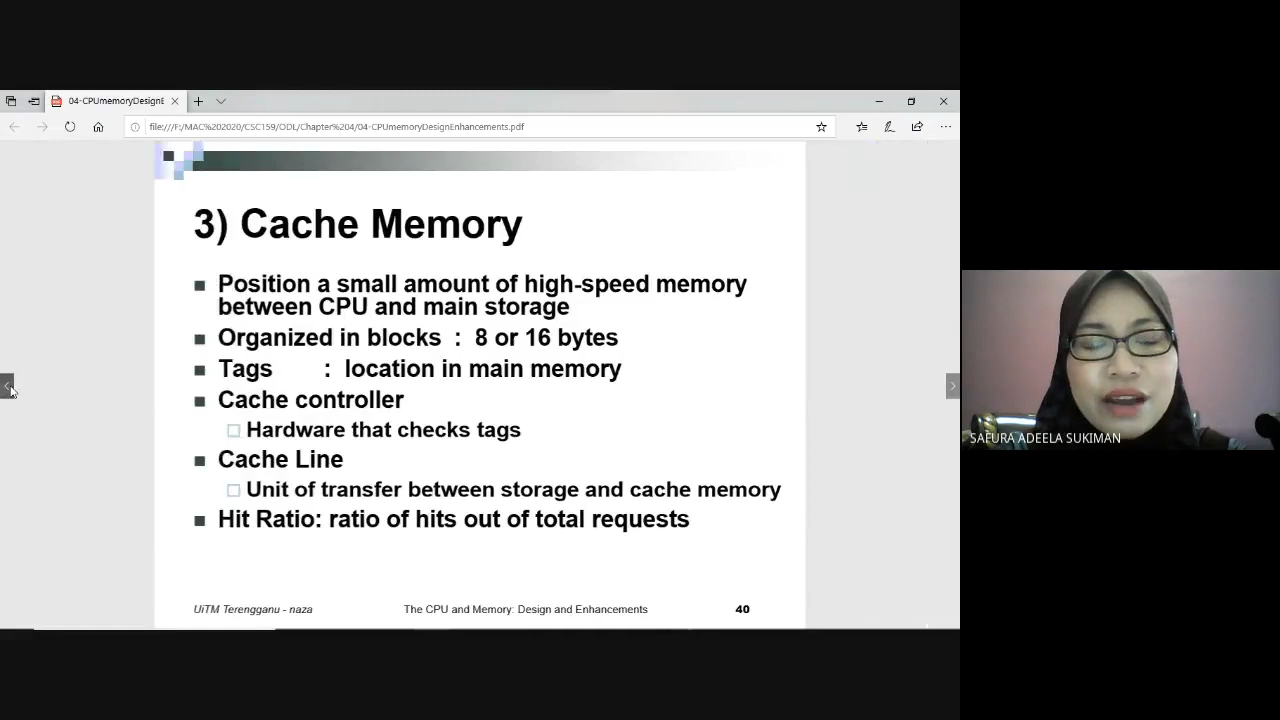 04-CPUmemoryDesignE
file:///F:/MAC%202020/CSC159/ODL/Chapter%204/04-CPUmemoryDesignEnhancements.pdf
3) Cache Memory
Position a small amount of high-speed memory
between CPU and main storage
Organized in blocks : 8 or 16 bytes
Tags : location in main memory
Cache controller
Hardware that checks tags
Cache Line
Unit of transfer between storage and cache memory
Hit Ratio: ratio of hits out of total requests
UiTM Terengganu - naza The CPU and Memory: Design and Enhancements 40
SAFURA ADEELA SUKIMAN